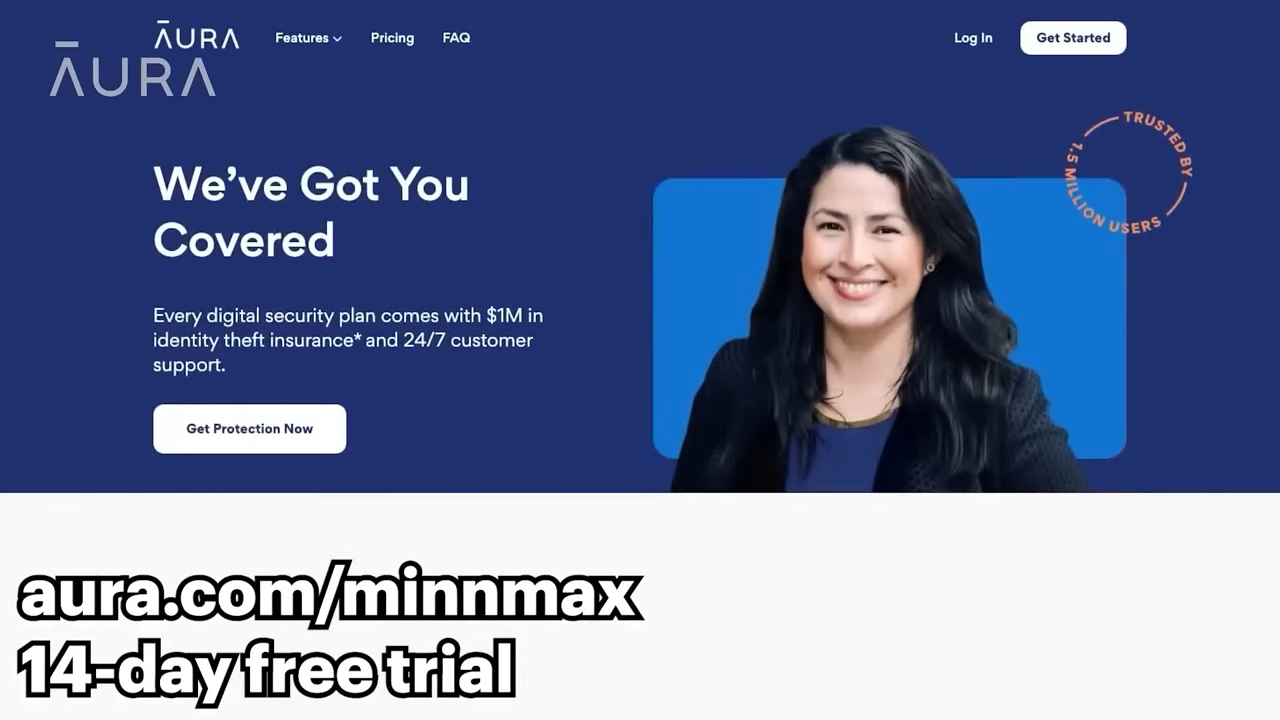 ĀURA
Features
Pricing
FAQ
Log In
Get Started
ĀURA
TRUSTED BY
1.5 MILLION USERS
We’ve Got You
Covered
Every digital security plan comes with $1M in
identity theft insurance* and 24/7 customer
support.
Get Protection Now
aura.com/minnmax
14-day free trial